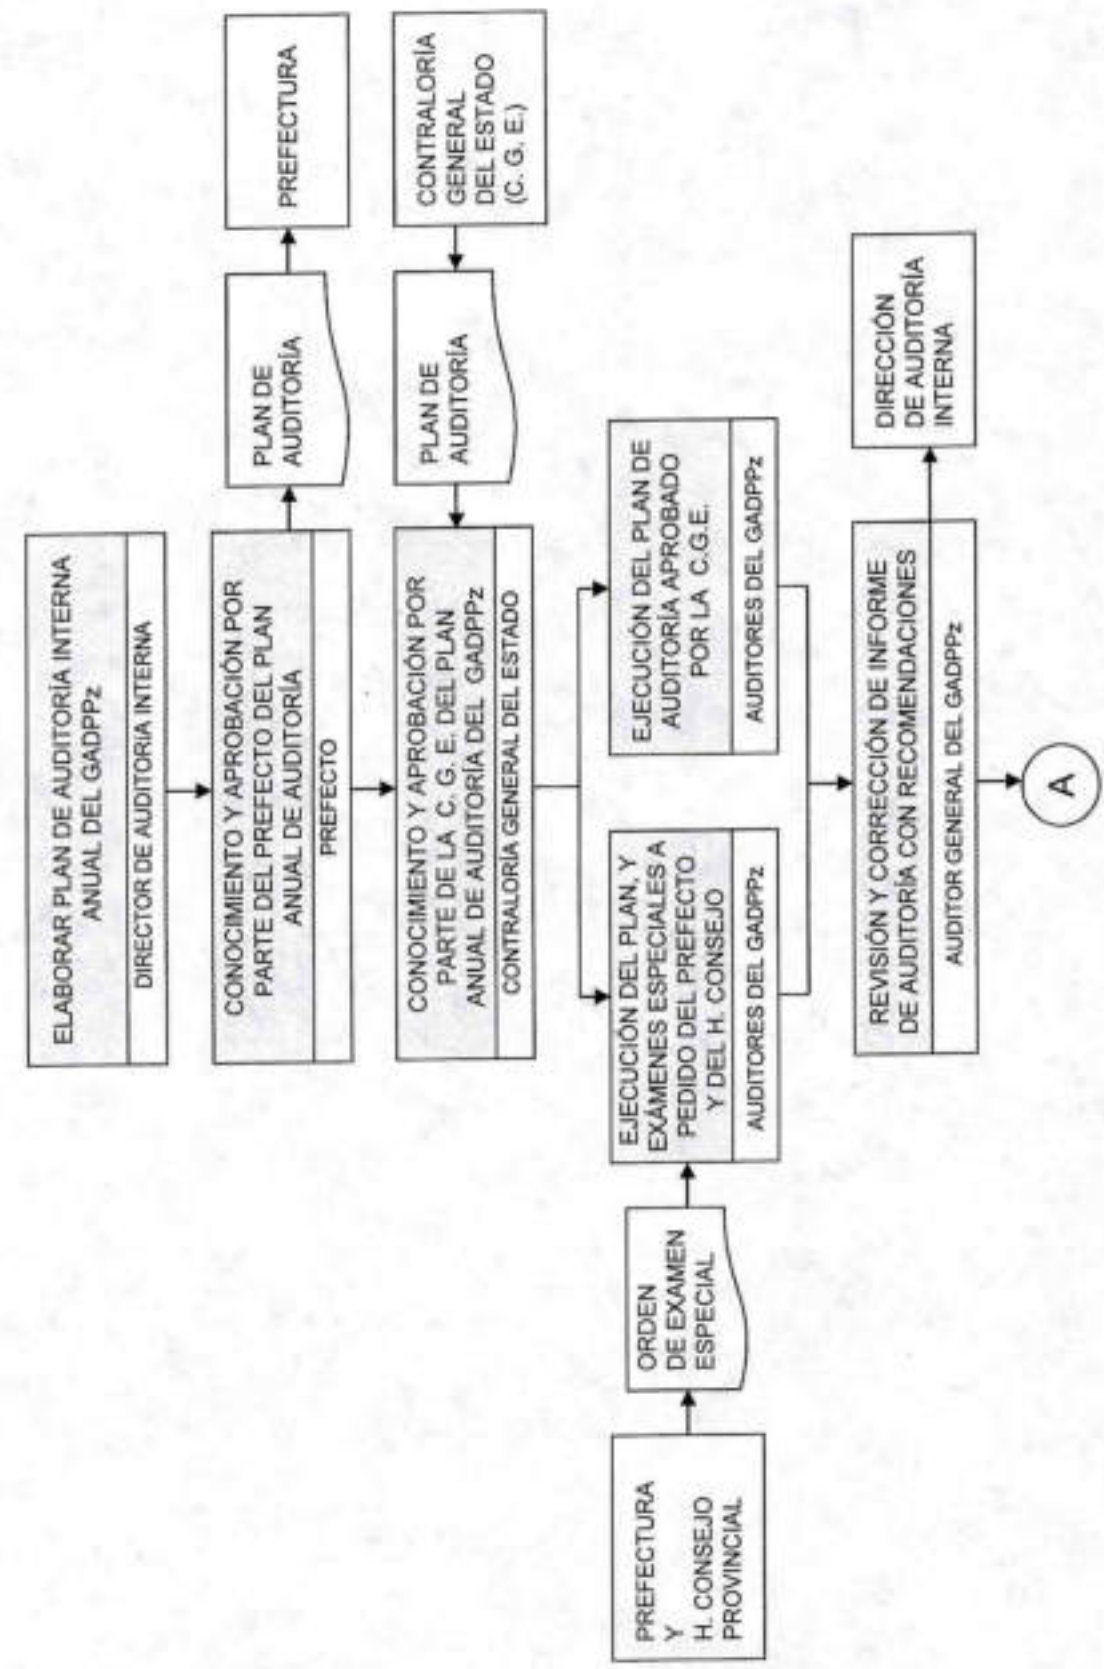 ELABORAR PLAN DE AUDITORÍA INTERNA
ANUAL DEL GADPPz
DIRECTOR DE AUDITORIA INTERNA
CONOCIMIENTO Y APROBACIÓN POR
PARTE DEL PREFECTO DEL PLAN
ANUAL DE AUDITORÍA
PREFECTO
PLAN DE
AUDITORÍA
PREFECTURA
CONOCIMIENTO Y APROBACIÓN POR
PARTE DE LA C. G. E. DEL PLAN
ANUAL DE AUDITORÍA DEL GADPPz
CONTRALORÍA GENERAL DEL ESTADO
PLAN DE
AUDITORÍA
CONTRALORÍA
GENERAL
DEL ESTADO
(C. G. E.)
PREFECTURA
Y
H. CONSEJO
PROVINCIAL
ORDEN
DE EXAMEN
ESPECIAL
EJECUCIÓN DEL PLAN, Y
EXÁMENES ESPECIALES A
PEDIDO DEL PREFECTO
Y DEL H. CONSEJO
AUDITORES DEL GADPPz
EJECUCIÓN DEL PLAN DE
AUDITORÍA APROBADO
POR LA C.G.E.
AUDITORES DEL GADPPz
REVISIÓN Y CORRECCIÓN DE INFORME
DE AUDITORÍA CON RECOMENDACIONES
AUDITOR GENERAL DEL GADPPz
DIRECCIÓN
DE AUDITORÍA
INTERNA
A